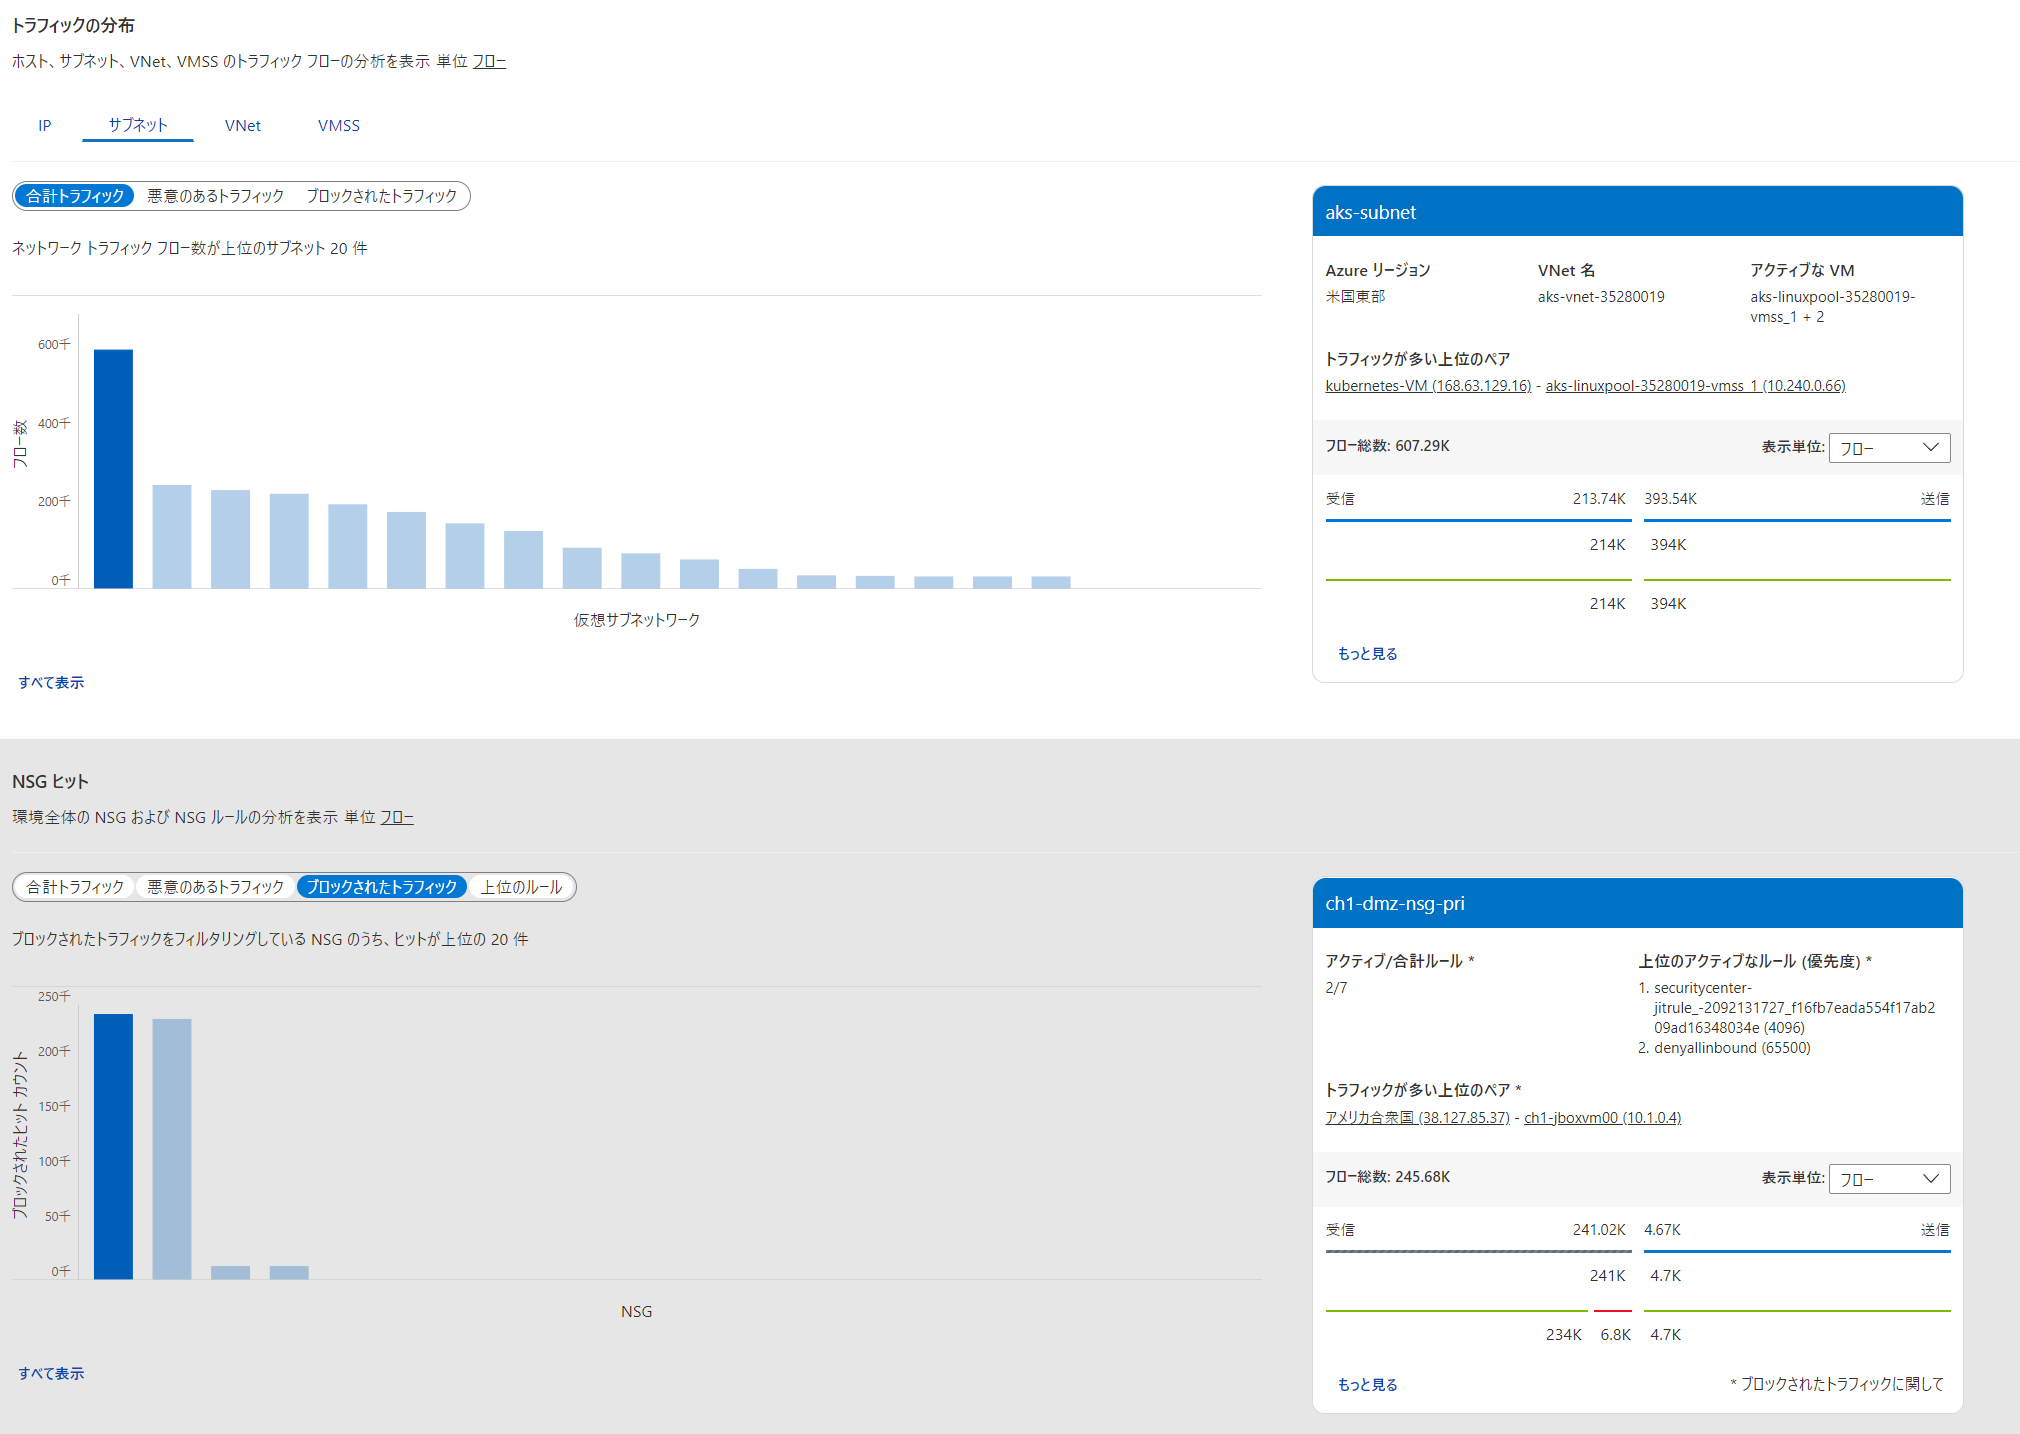 トラフィックの分布
ホスト、サブネット、VNet、VMSS のトラフィック フローの分析を表示 単位 フロー
IP サブネット VNet VMSS
合計トラフィック 悪意のあるトラフィック ブロックされたトラフィック
ネットワーク トラフィック フロー数が上位のサブネット 20 件
フロー数
600千
400千
200千
0千
仮想サブネットワーク
すべて表示
aks-subnet
Azure リージョン VNet 名 アクティブな VM
米国東部 aks-vnet-35280019 aks-linuxpool-35280019-
vmss_1 + 2
トラフィックが多い上位のペア
kubernetes-VM (168.63.129.16) - aks-linuxpool-35280019-vmss_1 (10.240.0.66)
フロー総数: 607.29K 表示単位: フロー
受信 213.74K 393.54K 送信
214K 394K
214K 394K
もっと見る
NSG ヒット
環境全体の NSG および NSG ルールの分析を表示 単位 フロー
合計トラフィック 悪意のあるトラフィック ブロックされたトラフィック 上位のルール
ブロックされたトラフィックをフィルタリングしている NSG のうち、ヒットが上位の 20 件
ブロックされたヒット カウント
250千
200千
150千
100千
50千
0千
NSG
すべて表示
ch1-dmz-nsg-pri
アクティブ/合計ルール * 上位のアクティブなルール (優先度) *
2/7 1. securitycenter-
jitrule_-2092131727_f16fb7eada554f17ab2
09ad16348034e (4096)
2. denyallinbound (65500)
トラフィックが多い上位のペア *
アメリカ合衆国 (38.127.85.37) - ch1-jboxvm00 (10.1.0.4)
フロー総数: 245.68K 表示単位: フロー
受信 241.02K 4.67K 送信
241K 4.7K
234K 6.8K 4.7K
もっと見る * ブロックされたトラフィックに関して